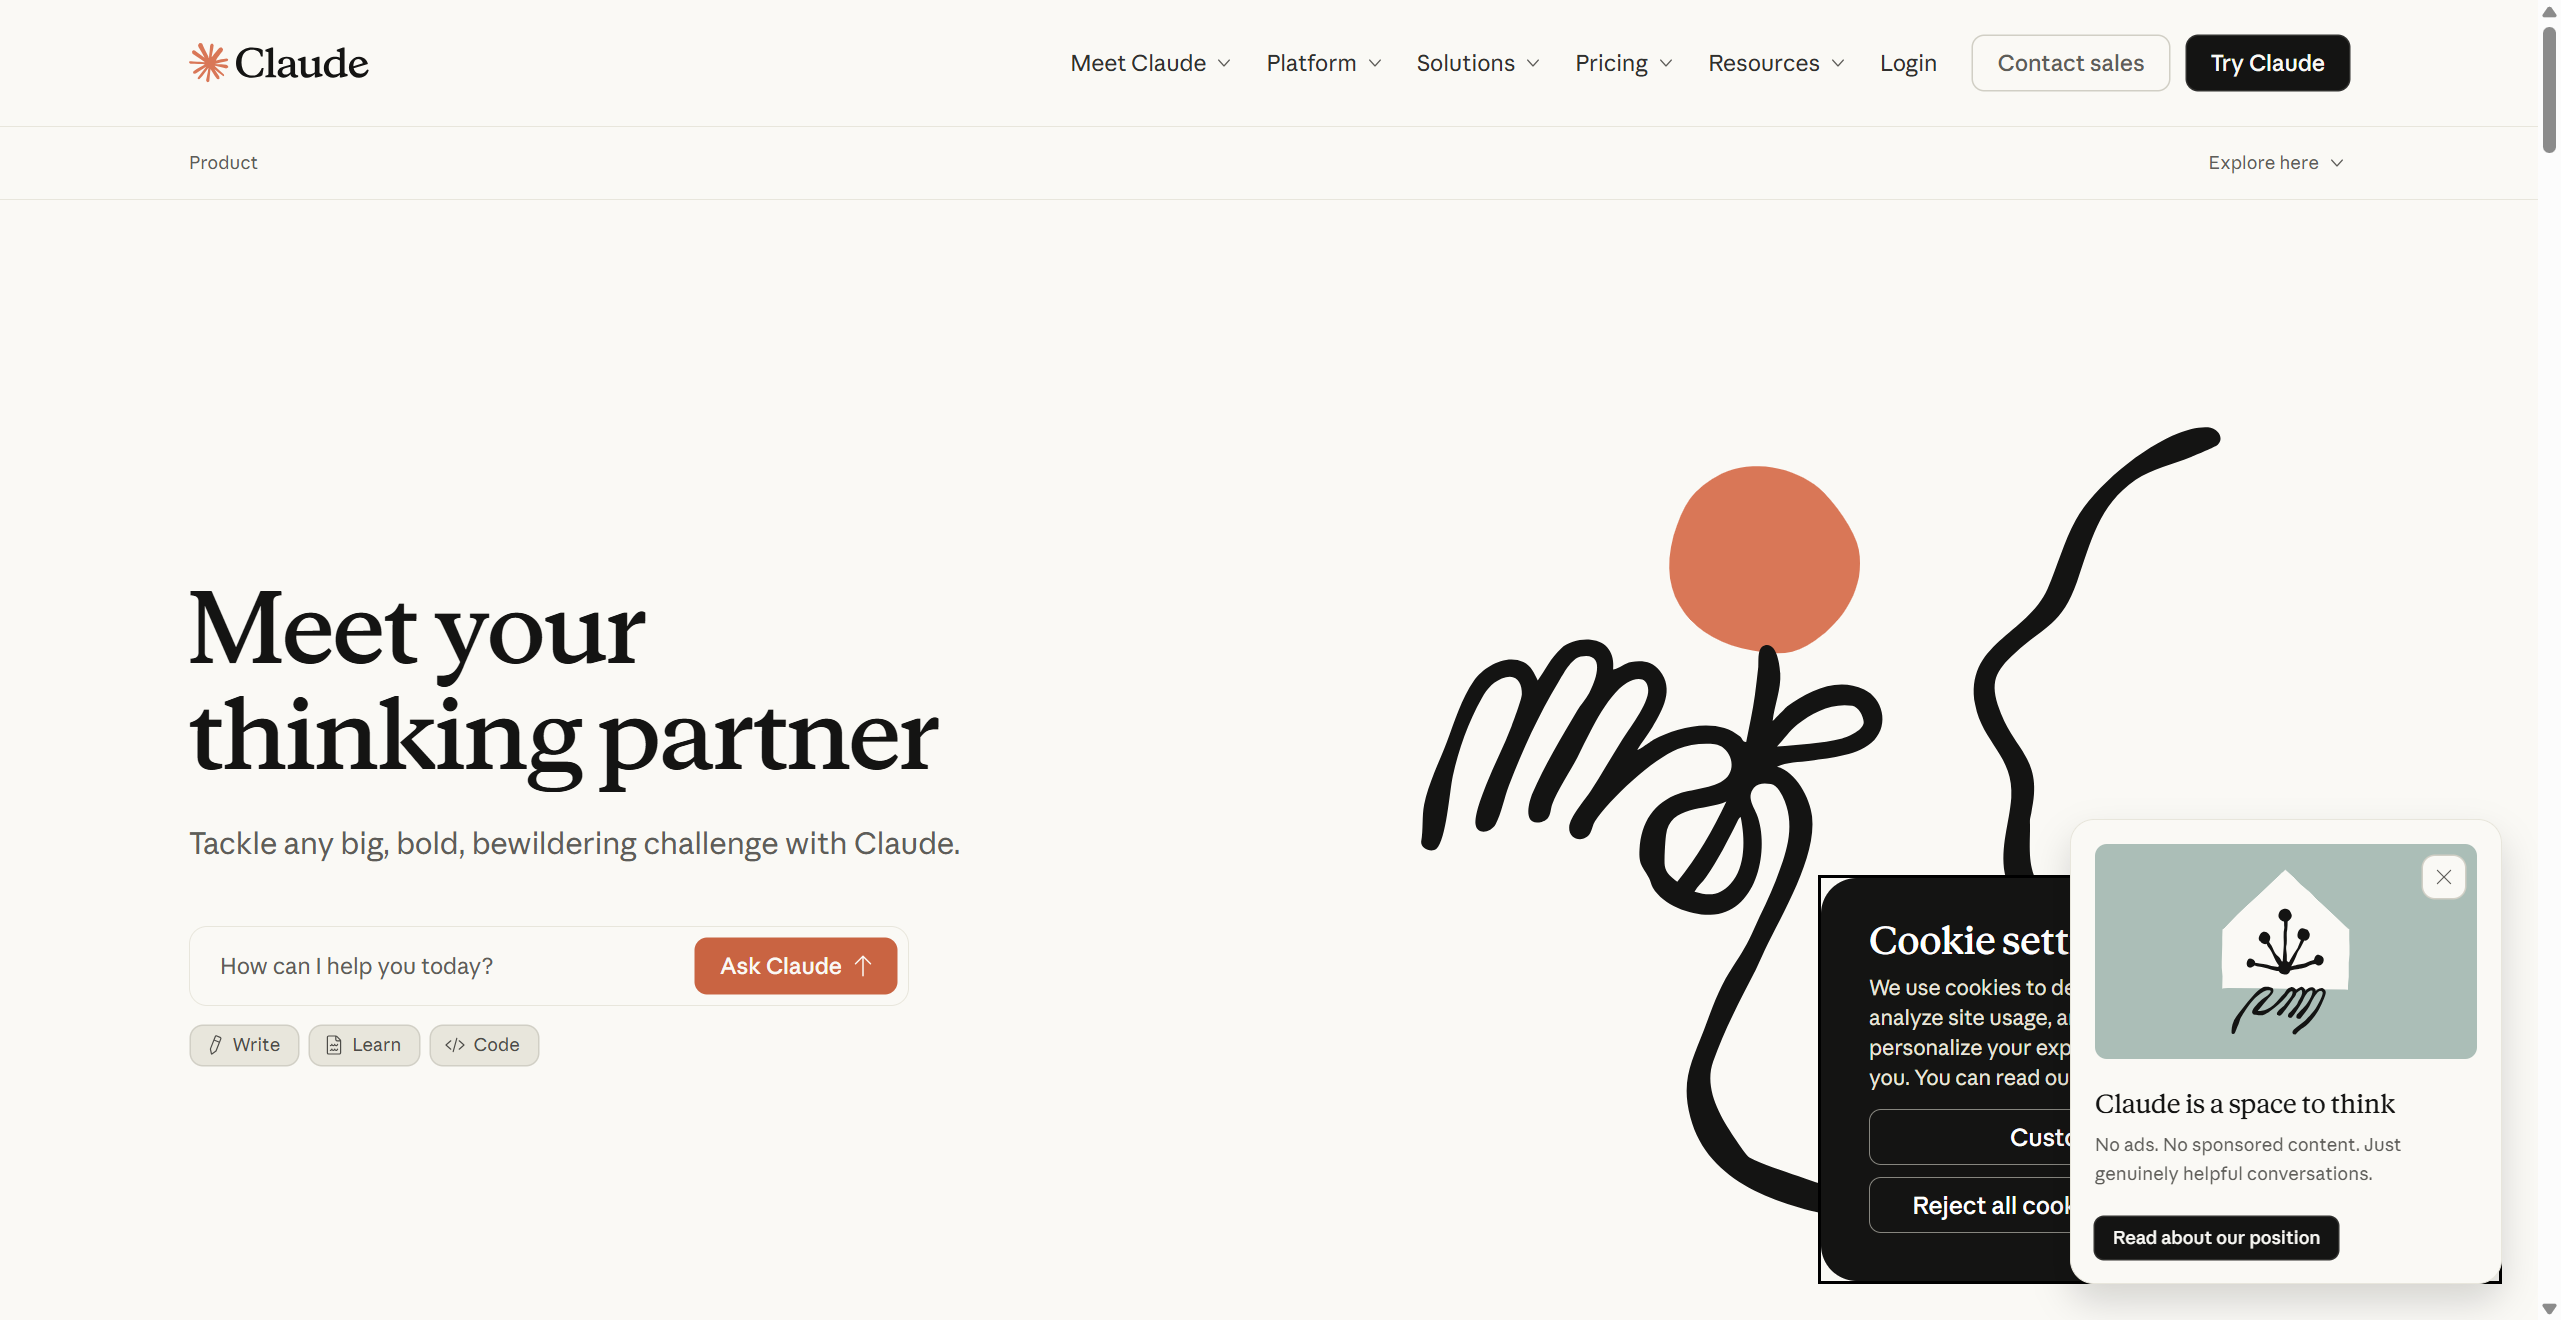 Claude
Meet Claude
Platform
Solutions
Pricing
Resources
Login
Contact sales
Try Claude
Product
Explore here
Meet your
thinking partner
Tackle any big, bold, bewildering challenge with Claude.
How can I help you today?
Ask Claude
Write
Learn
Code
Cookie sett
We use cookies to de
analyze site usage, a
personalize your exp
you. You can read ou
Custo
Reject all cook
Claude is a space to think
No ads. No sponsored content. Just
genuinely helpful conversations.
Read about our position